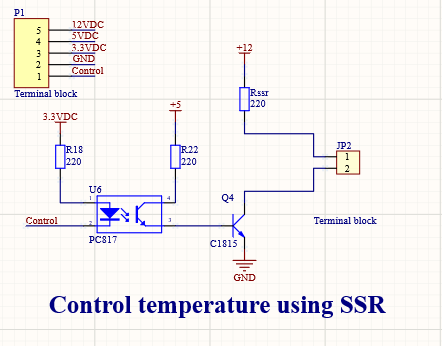 P1
5 12VDC
4 5VDC
3 3.3VDC
2 GND
1 Control
Terminal block
+12
Rssr
220
3.3VDC
+5
R18
220
R22
220
JP2
1
2
U6
1
4
Control
2
3
PC817
Q4
C1815
Terminal block
GND
Control temperature using SSR